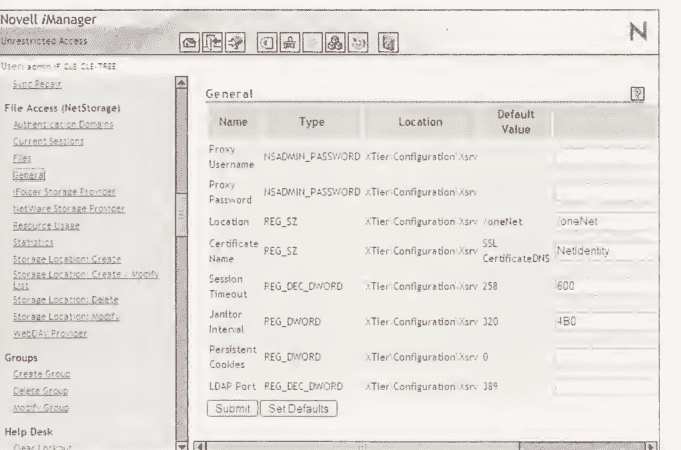 Novell iManager
Unrestricted Access
N
User: admin.
Sync Repair
File Access (NetStorage)
Authentication Domains
Current Sessions
Files
General
iFolder Storage Provider
NetWare Storage Provider
Resource Usage
Statistics
Storage Location: Create
Storage Location: Create / Modify
List
Storage Location: Delete
Storage Location: Modify
WebDAV Provider
Groups
Create Group
Delete Group
Modify Group
Help Desk
Clear Lockout
General
?
Name Type Location Default Value
Proxy Username NSADMIN_PASSWORD XTier\Configuration\Xsrv
Proxy Password NSADMIN_PASSWORD XTier\Configuration\Xsrv
Location REG_SZ XTier\Configuration\Xsrv /oneNet /oneNet
Certificate Name REG_SZ XTier\Configuration\Xsrv SSL CertificateDNS NetIdentity
Session Timeout REG_DEC_DWORD XTier\Configuration\Xsrv 258 600
Janitor Interval REG_DWORD XTier\Configuration\Xsrv 320 4B0
Persistent Cookies REG_DWORD XTier\Configuration\Xsrv 0
LDAP Port REG_DEC_DWORD XTier\Configuration\Xsrv 389
Submit Set Defaults